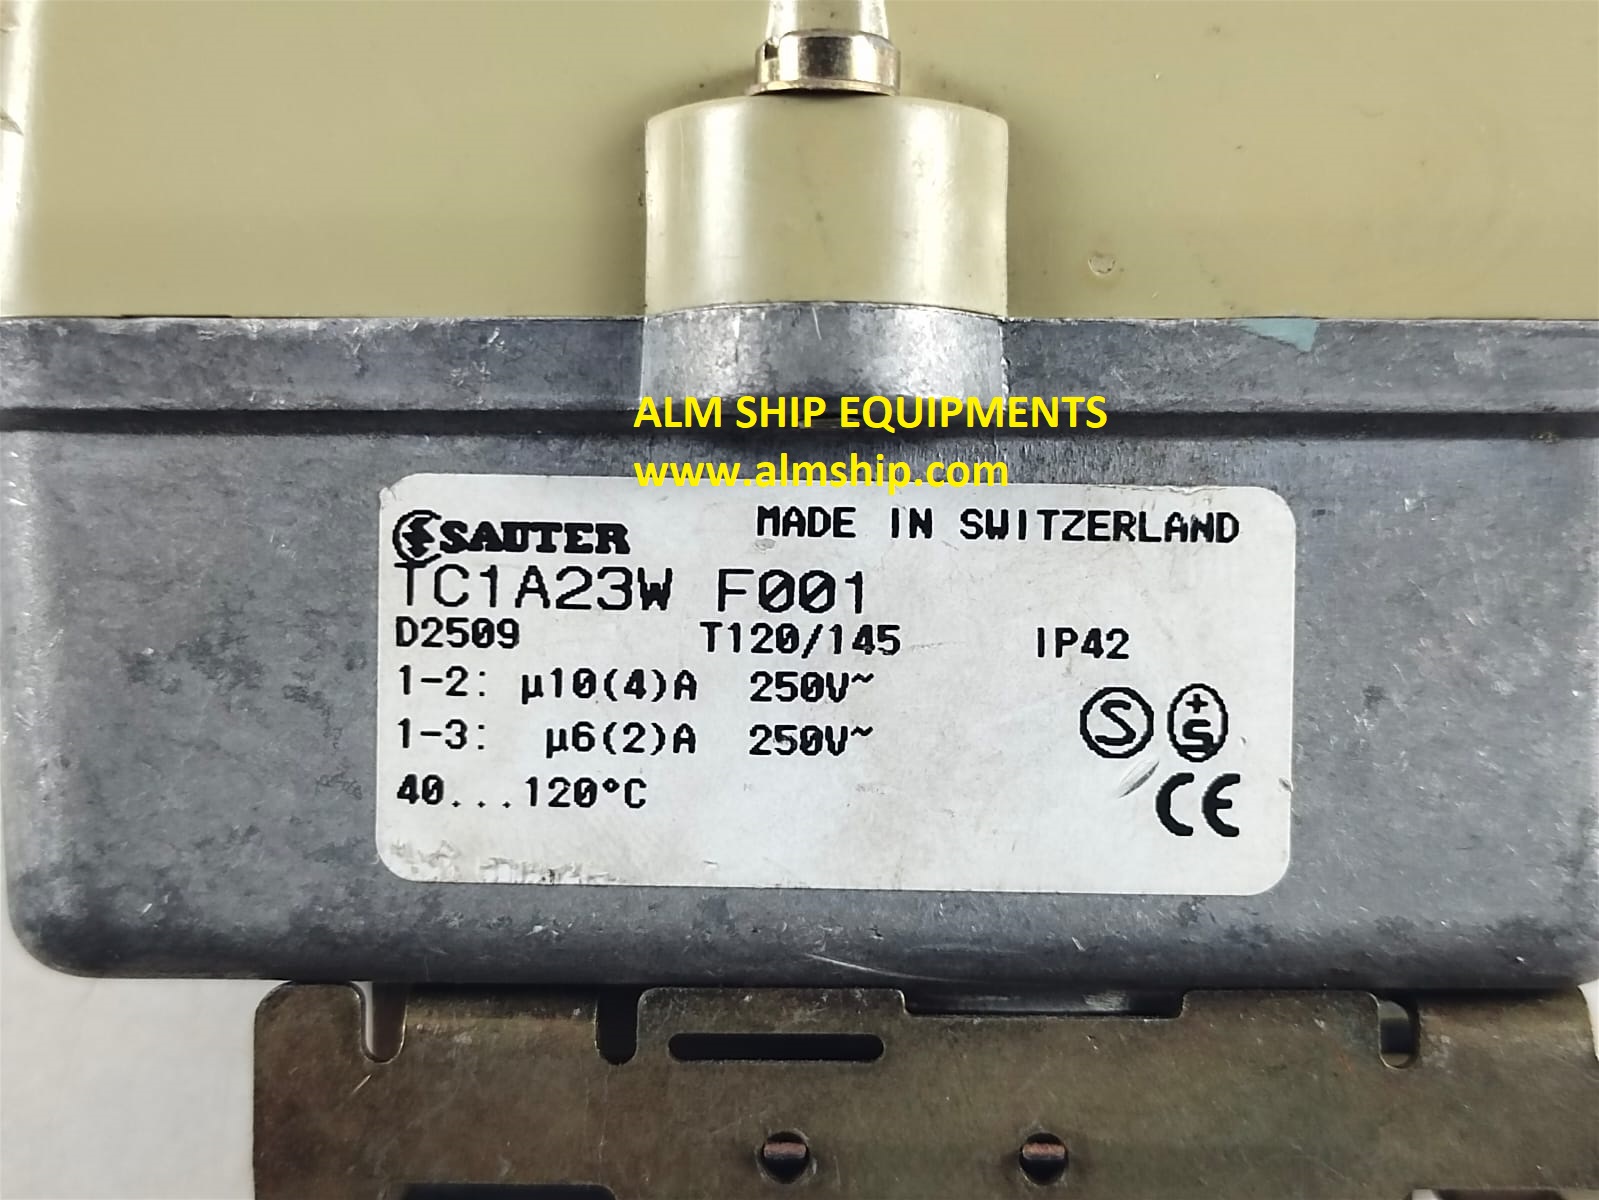 ALM SHIP EQUIPMENTS
www.almship.com
SAUTER MADE IN SWITZERLAND
TC1A23W F001
D2509 T120/145 IP42
1-2: µ10(4)A 250V~
1-3: µ6(2)A 250V~
S +S
40...120°C
CE